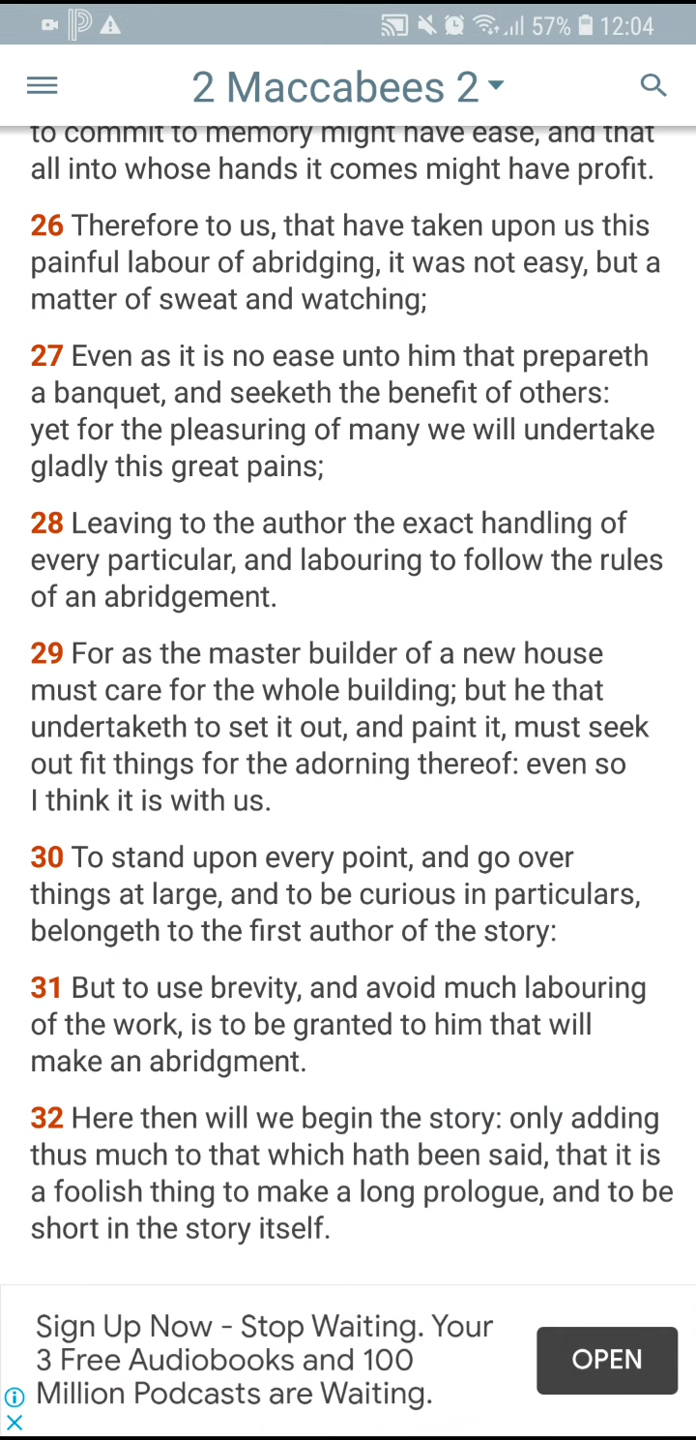 57% 12:04
2 Maccabees 2
to commit to memory might have ease, and that
all into whose hands it comes might have profit.
26 Therefore to us, that have taken upon us this
painful labour of abridging, it was not easy, but a
matter of sweat and watching;
27 Even as it is no ease unto him that prepareth
a banquet, and seeketh the benefit of others:
yet for the pleasuring of many we will undertake
gladly this great pains;
28 Leaving to the author the exact handling of
every particular, and labouring to follow the rules
of an abridgement.
29 For as the master builder of a new house
must care for the whole building; but he that
undertaketh to set it out, and paint it, must seek
out fit things for the adorning thereof: even so
I think it is with us.
30 To stand upon every point, and go over
things at large, and to be curious in particulars,
belongeth to the first author of the story:
31 But to use brevity, and avoid much labouring
of the work, is to be granted to him that will
make an abridgment.
32 Here then will we begin the story: only adding
thus much to that which hath been said, that it is
a foolish thing to make a long prologue, and to be
short in the story itself.
Sign Up Now - Stop Waiting. Your
3 Free Audiobooks and 100
Million Podcasts are Waiting.
OPEN